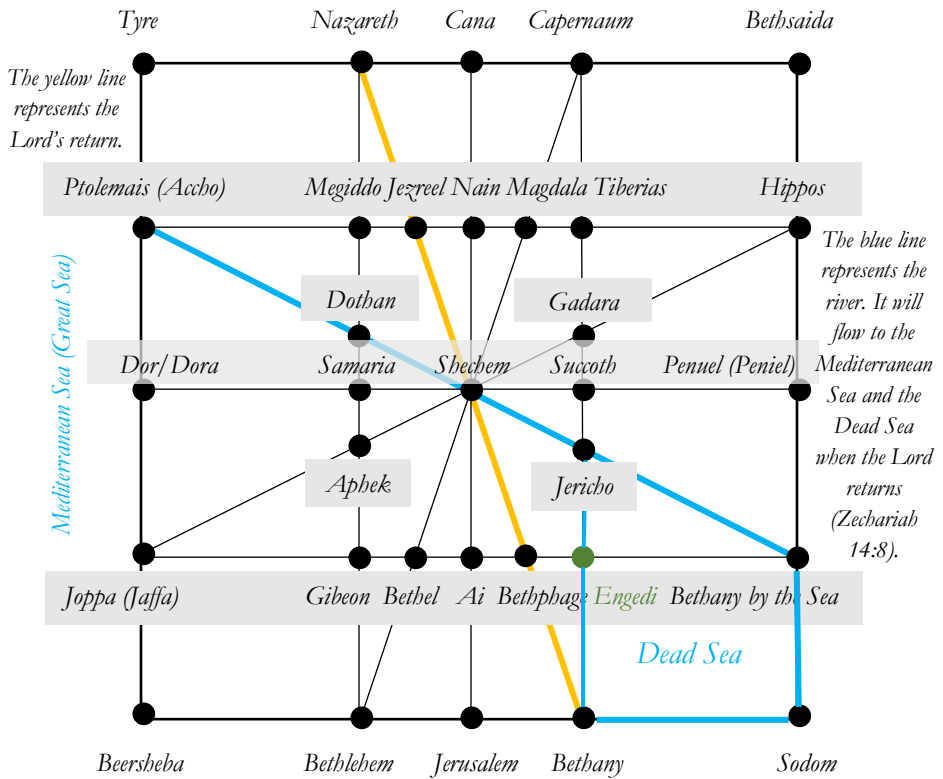 Tyre Nazareth Cana Capernaum Bethsaida
The yellow line
represents the
Lord's return.
Ptolemais (Accho) Megiddo Jezreel Nain Magdala Tiberias Hippos
The blue line
represents the
river. It will
flow to the
Mediterranean
Sea and the
Dead Sea
when the Lord
returns
(Zechariah
14:8).
Mediterranean Sea (Great Sea)
Dothan Gadara
Dor/Dora Samaria Shechem Succoth Penuel (Peniel)
Aphek Jericho
Joppa (Jaffa) Gibeon Bethel Ai Bethphage Engedi Bethany by the Sea
Dead Sea
Beersheba Bethlehem Jerusalem Bethany Sodom